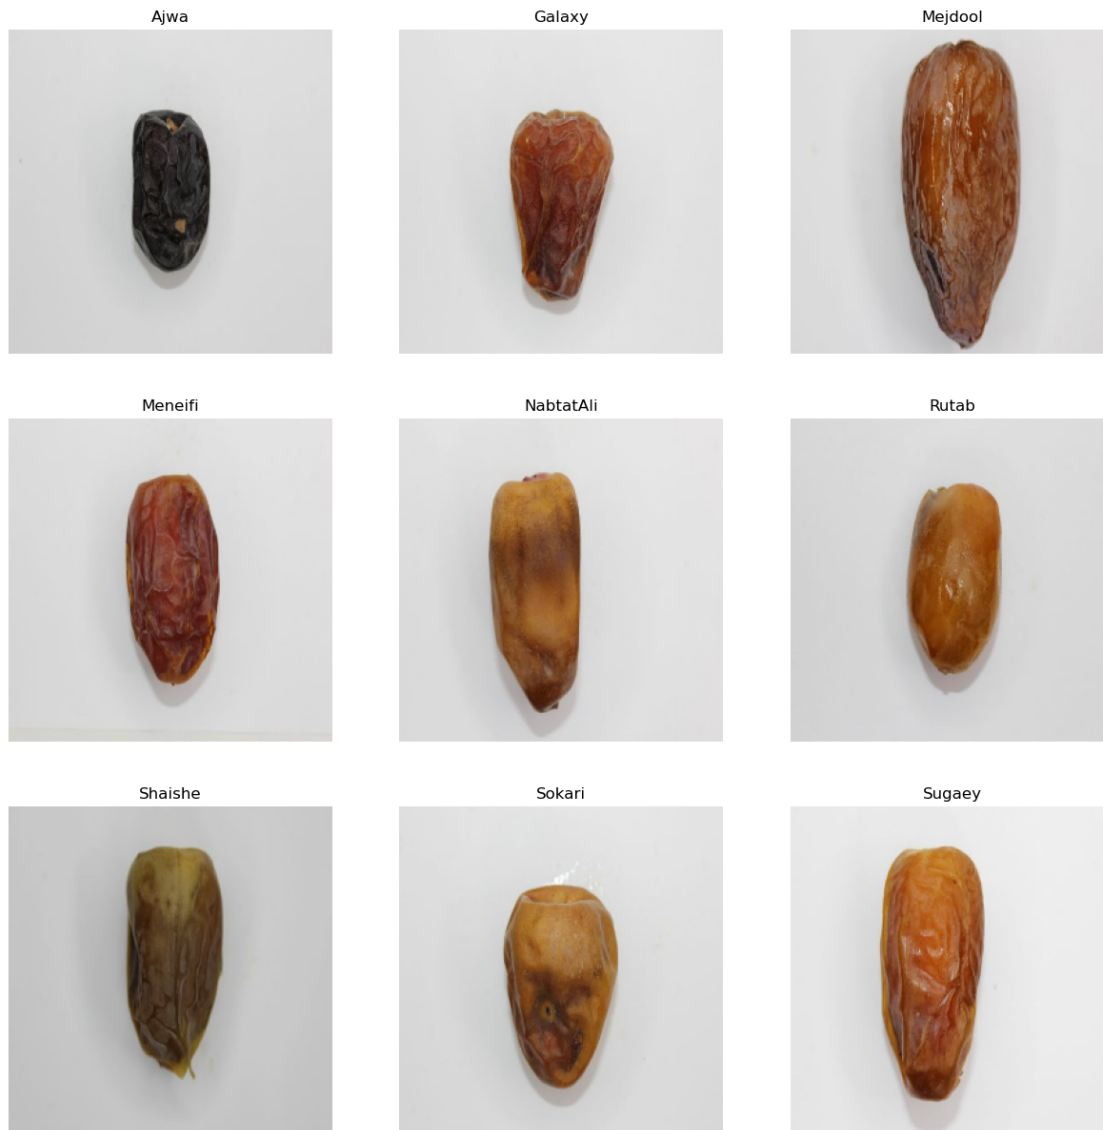 Ajwa
Galaxy
Mejdool
Meneifi
NabtatAli
Rutab
Shaishe
Sokari
Sugaey